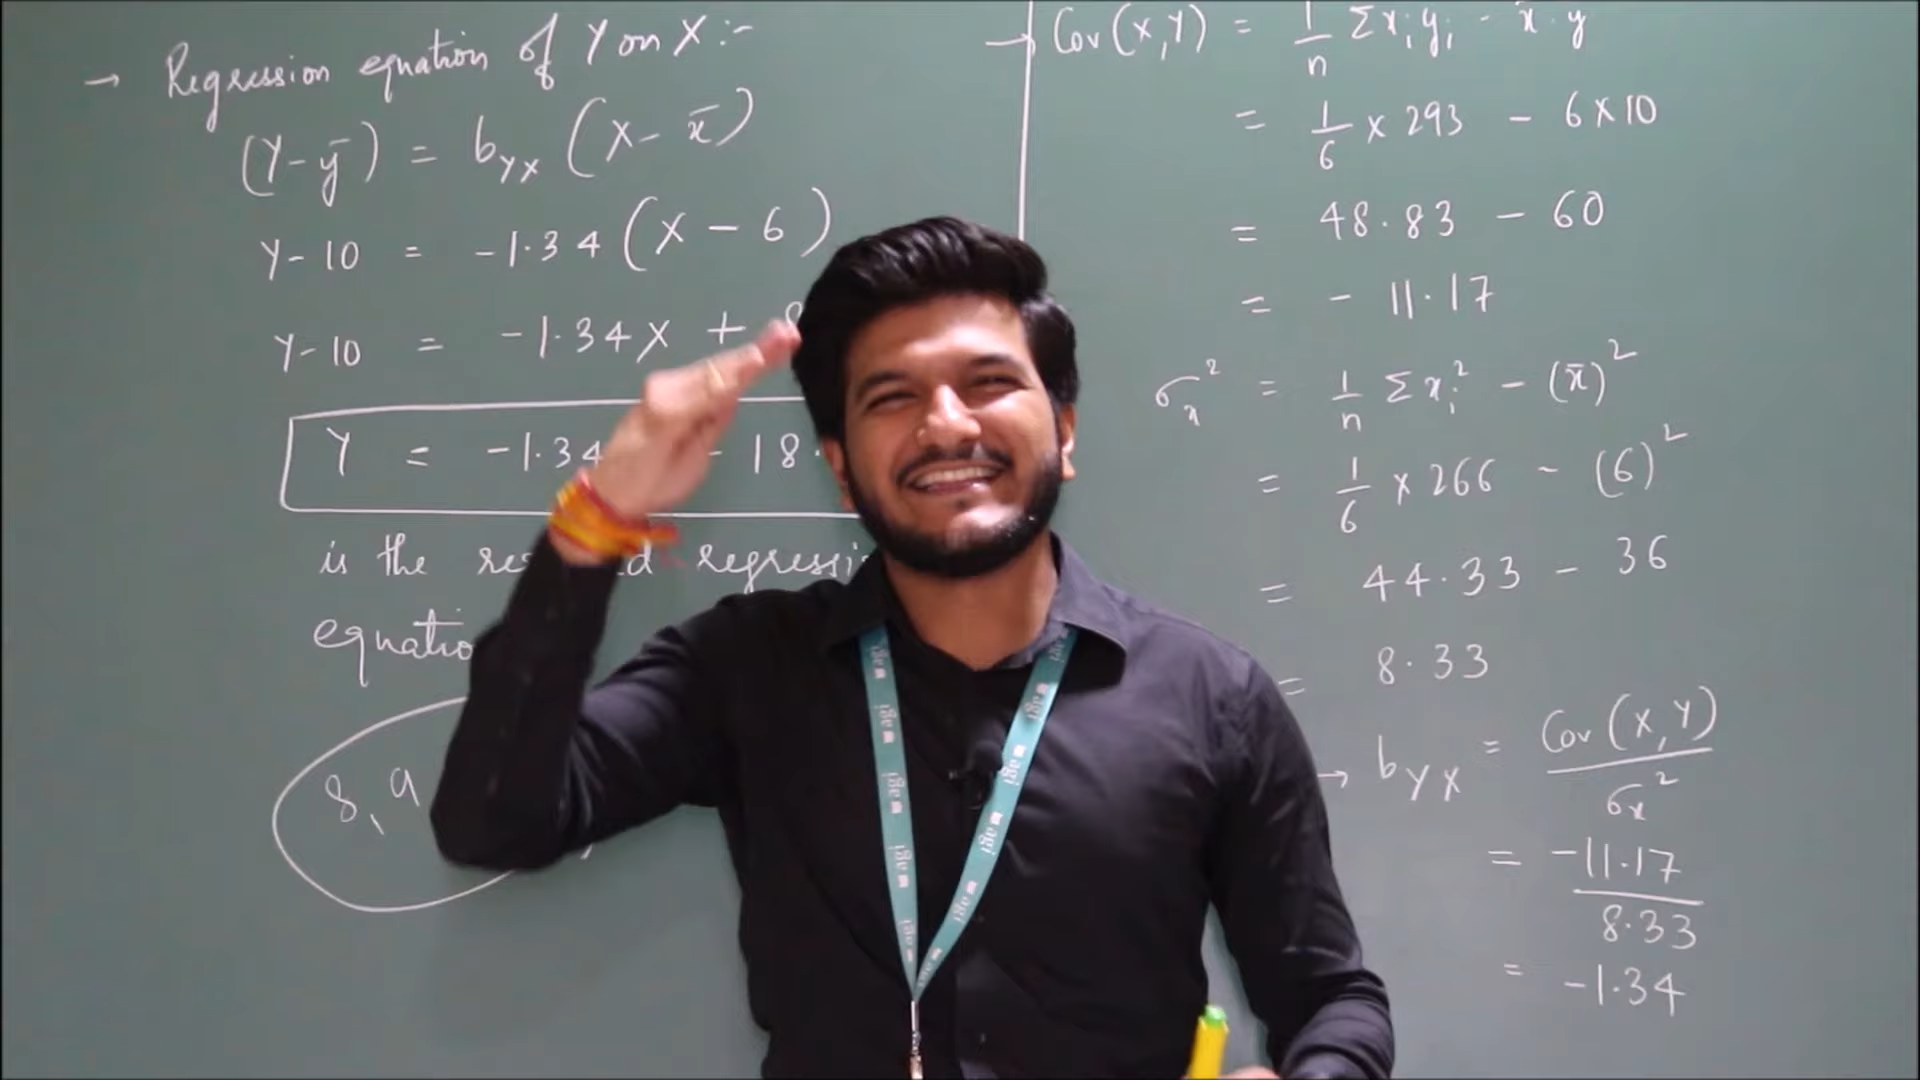 → Regression equation of Y on X :-
(Y - ȳ) = bYX (X - x̄)
Y - 10 = -1.34 (X - 6)
Y - 10 = -1.34X +
Y = -1.34 18.
is the regressi
equatio
8, 9
→ Cov (X, Y) = 1/n Σxᵢyᵢ - x̄ · y
= 1/6 × 293 - 6×10
= 48.83 - 60
= - 11.17
σx² = 1/n Σxᵢ² - (x̄)²
= 1/6 × 266 - (6)²
= 44.33 - 36
= 8.33
→ bYX = Cov (X, Y) / σx²
= -11.17 / 8.33
= -1.34